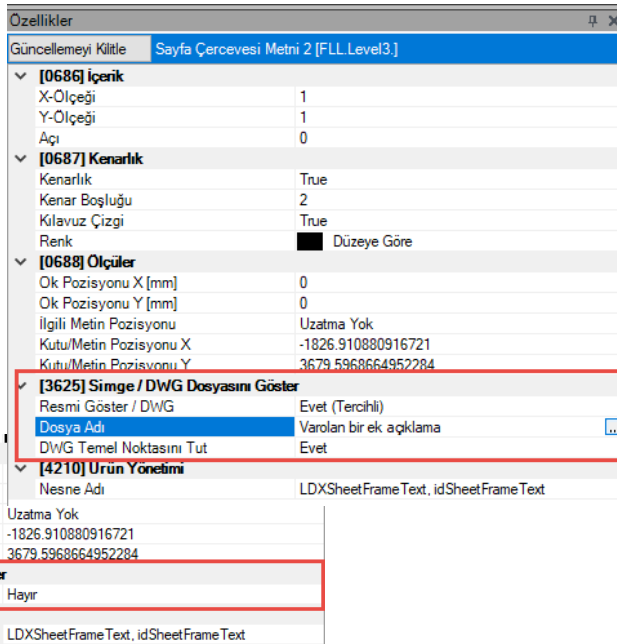 Özellikler
Güncellemeyi Kilitle Sayfa Çercevesi Metni 2 [FLL.Level3.]
[0686] İçerik
X-Ölçeği 1
Y-Ölçeği 1
Açı 0
[0687] Kenarlık
Kenarlık True
Kenar Boşluğu 2
Kılavuz Çizgi True
Renk Düzeye Göre
[0688] Ölçüler
Ok Pozisyonu X [mm] 0
Ok Pozisyonu Y [mm] 0
İlgili Metin Pozisyonu Uzatma Yok
Kutu/Metin Pozisyonu X -1826.910880916721
Kutu/Metin Pozisyonu Y 3679.5968664952284
[3625] Simge / DWG Dosyasını Göster
Resmi Göster / DWG Evet (Tercihli)
Dosya Adı Varolan bir ek açıklama ...
DWG Temel Noktasını Tut Evet
[4210] Ürün Yönetimi
Nesne Adı LDXSheetFrameText, idSheetFrameText
Uzatma Yok
-1826.910880916721
3679.5968664952284
er
Hayır
LDXSheetFrameText, idSheetFrameText